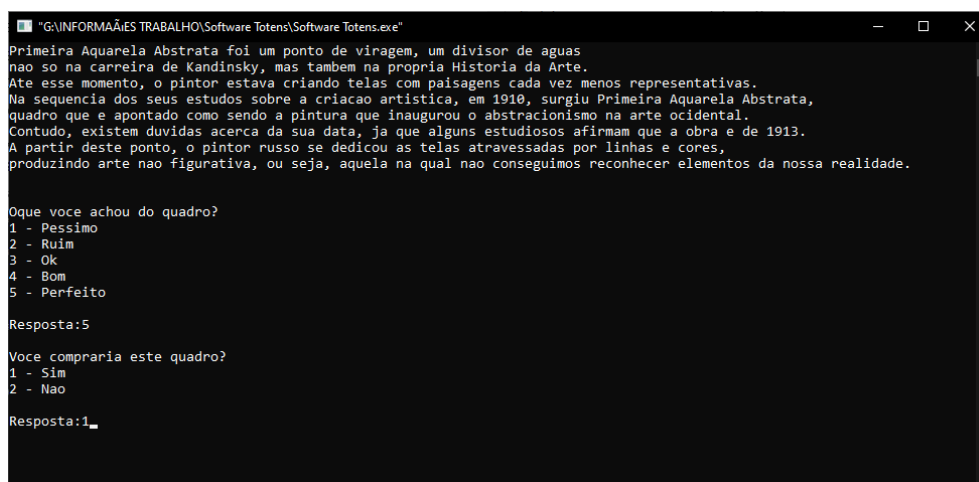 "G:\INFORMAÃ¡ES TRABALHO\Software Totens\Software Totens.exe"
Primeira Aquarela Abstrata foi um ponto de viragem, um divisor de aguas
nao so na carreira de Kandinsky, mas tambem na propria Historia da Arte.
Ate esse momento, o pintor estava criando telas com paisagens cada vez menos representativas.
Na sequencia dos seus estudos sobre a criacao artistica, em 1910, surgiu Primeira Aquarela Abstrata,
quadro que e apontado como sendo a pintura que inaugurou o abstracionismo na arte ocidental.
Contudo, existem duvidas acerca da sua data, ja que alguns estudiosos afirmam que a obra e de 1913.
A partir deste ponto, o pintor russo se dedicou as telas atravessadas por linhas e cores,
produzindo arte nao figurativa, ou seja, aquela na qual nao conseguimos reconhecer elementos da nossa realidade.
Oque voce achou do quadro?
1 - Pessimo
2 - Ruim
3 - Ok
4 - Bom
5 - Perfeito
Resposta:5
Voce compraria este quadro?
1 - Sim
2 - Nao
Resposta:1